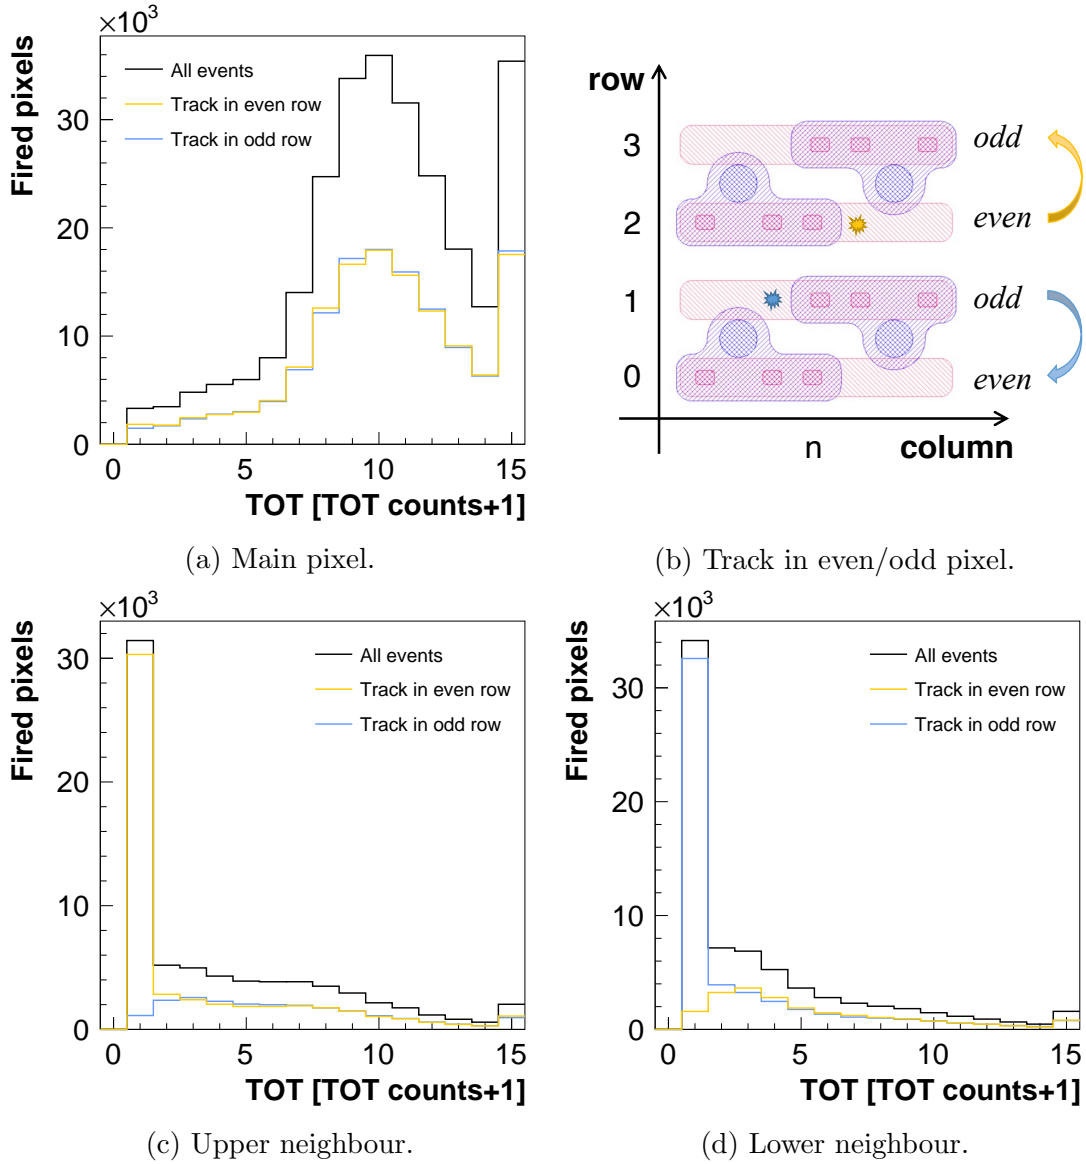 ×10³
Fired pixels
All events
Track in even row
Track in odd row
30
20
10
0
0 5 10 15
TOT [TOT counts+1]
(a) Main pixel.
row
3 odd
2 even
1 odd
0 even
n column
(b) Track in even/odd pixel.
×10³
Fired pixels
All events
Track in even row
Track in odd row
30
20
10
0
0 5 10 15
TOT [TOT counts+1]
(c) Upper neighbour.
×10³
Fired pixels
All events
Track in even row
Track in odd row
30
20
10
0
0 5 10 15
TOT [TOT counts+1]
(d) Lower neighbour.